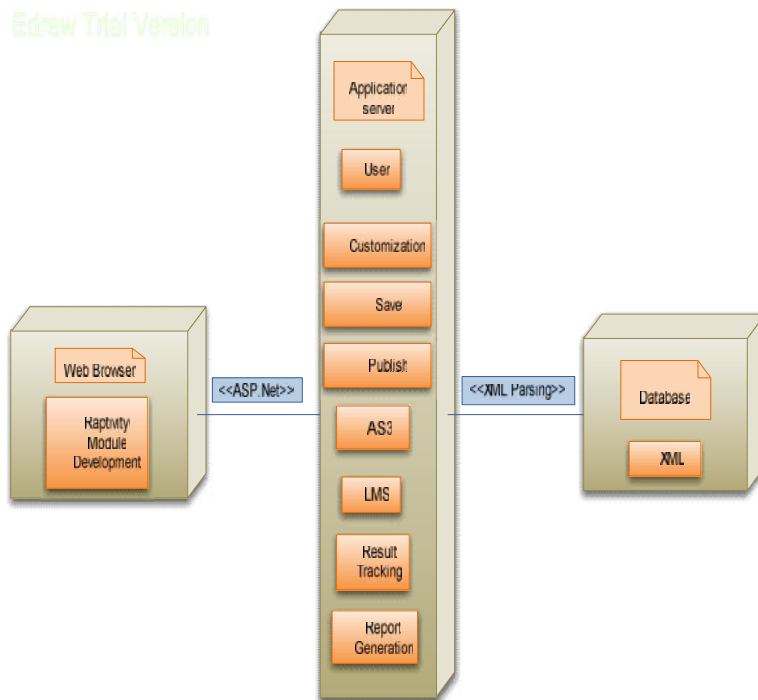 Edraw Trial Version
Application
server
User
Customization
Save
Publish
AS3
LMS
Result
Tracking
Report
Generation
Web Browser
Raptivity
Module
Development
<<ASP.Net>>
<<XML Parsing>>
Database
XML